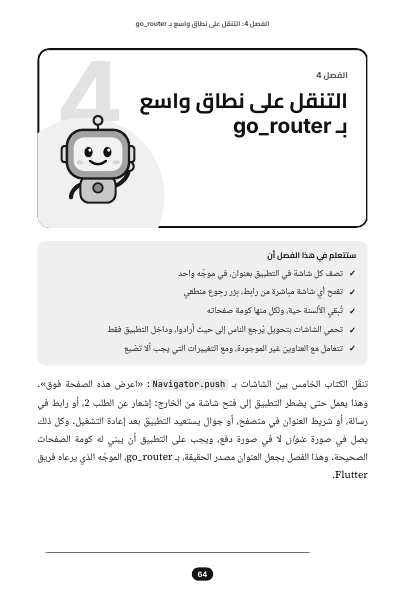 الفصل 4: التنقل على نطاق واسع بـ go_router
4
الفصل 4
التنقل على نطاق واسع
بـ go_router
ستتعلم في هذا الفصل أن
✓ تصف كل شاشة في التطبيق بعنوان، في موجّه واحد
✓ تفتح أي شاشة مباشرة من رابط، بزر رجوع منطقي
✓ تُبقي الألسنة حية، ولكل منها كومة صفحاته
✓ تحمي الشاشات بتحويل يُرجع الناس إلى حيث أرادوا، وداخل التطبيق فقط
✓ تتعامل مع العناوين غير الموجودة، ومع التغييرات التي يجب ألا تضيع
تنقّل الكتاب الخامس بين الشاشات بـ Navigator.push: «اعرض هذه الصفحة فوق».
وهذا يعمل حتى يضطر التطبيق إلى فتح شاشة من الخارج: إشعار عن الطلب 2، أو رابط في
رسالة، أو شريط العنوان في متصفح، أو جوال يستعيد التطبيق بعد إعادة التشغيل. وكل ذلك
يصل في صورة عنوان لا في صورة دفع، ويجب على التطبيق أن يبني له كومة الصفحات
الصحيحة. وهذا الفصل يجعل العنوان مصدر الحقيقة، بـ go_router، الموجّه الذي يرعاه فريق
Flutter.
64